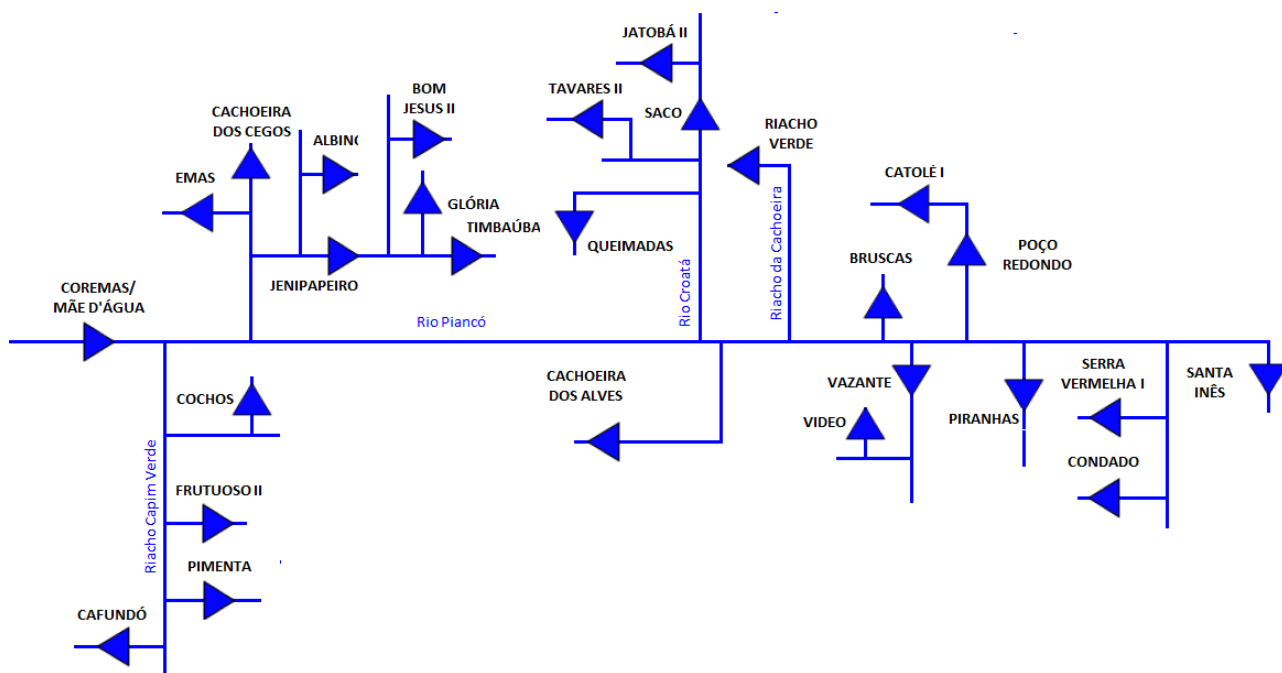 JATOBÁ II
BOM
JESUS II
TAVARES II
CACHOEIRA
DOS CEGOS
SACO
RIACHO
VERDE
ALBINO
EMAS
CATOLÉ I
GLÓRIA
TIMBAÚBA
QUEIMADAS
BRUSCAS
POÇO
REDONDO
JENIPAPEIRO
COREMAS/
MÃE D'ÁGUA
Rio Piancó
Rio Croatá
Riacho da Cachoeira
CACHOEIRA
DOS ALVES
VAZANTE
SERRA
VERMELHA I
SANTA
INÊS
COCHOS
VIDEO
PIRANHAS
CONDADO
Riacho Capim Verde
FRUTUOSO II
PIMENTA
CAFUNDÓ